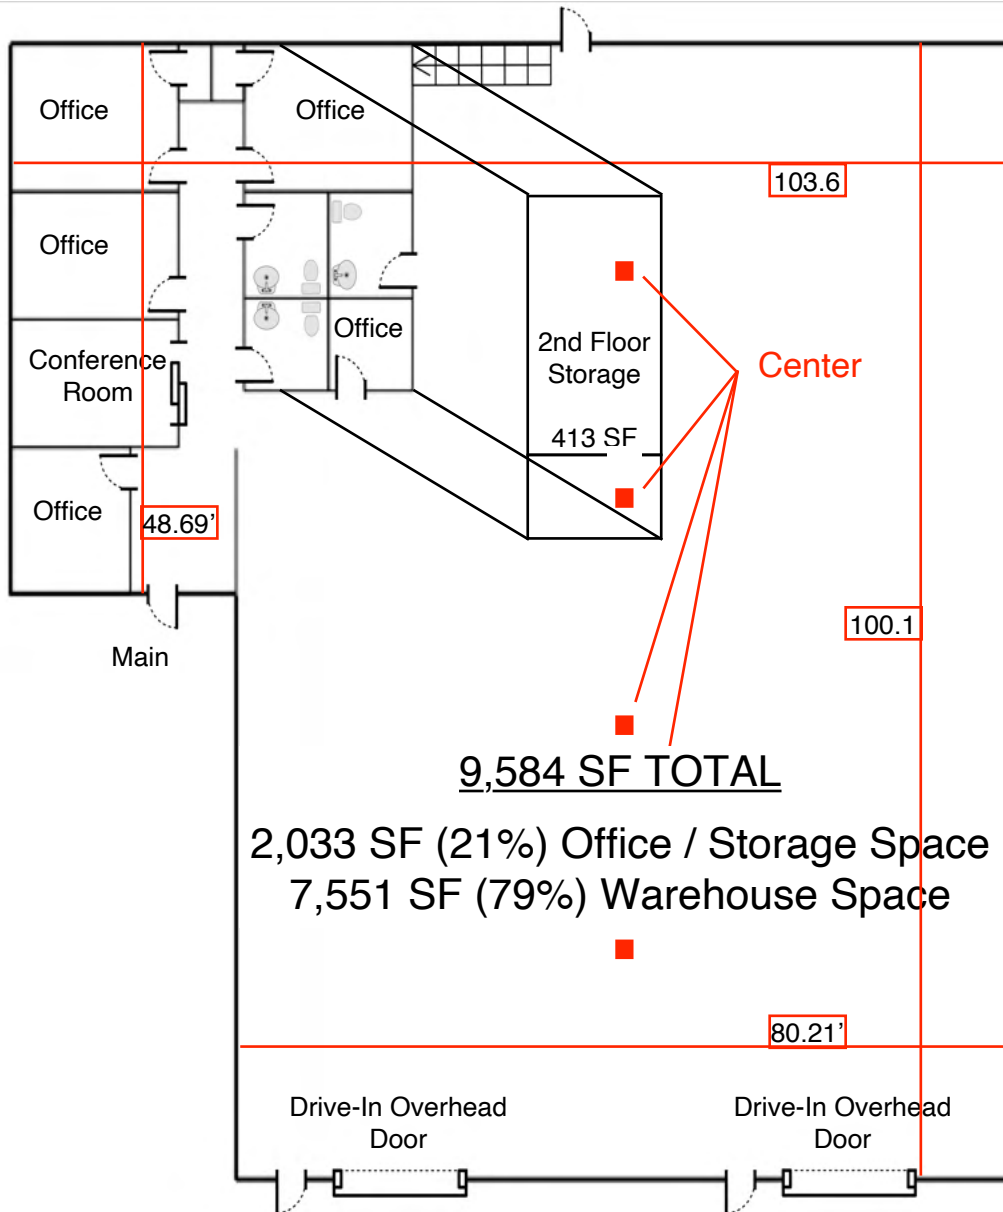 Office
Office
103.6
Office
Office
2nd Floor
Storage
Conference
Room
Center
413 SF
Office
48.69’
100.1
Main
9,584 SF TOTAL
2,033 SF (21%) Office / Storage Space
7,551 SF (79%) Warehouse Space
80.21’
Drive-In Overhead
Door
Drive-In Overhead
Door